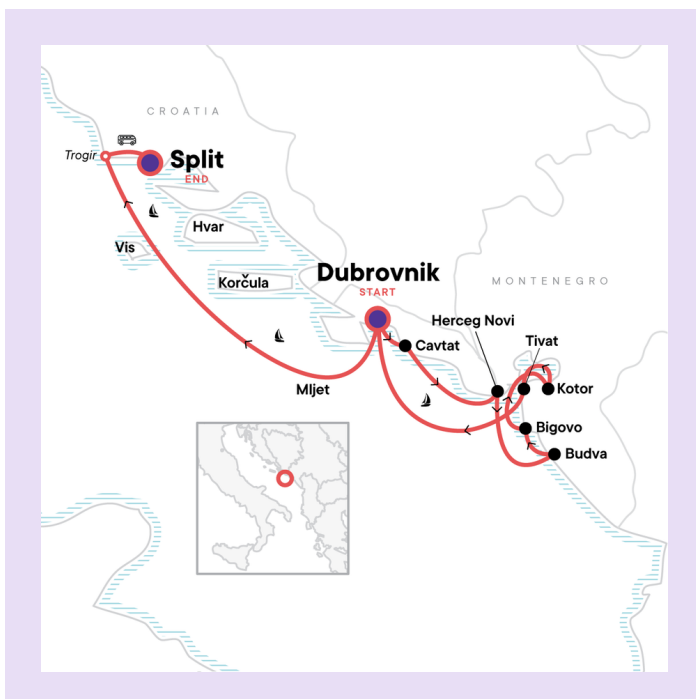 CROATIA
Trogir
Split
END
Hvar
Vis
Korčula
Dubrovnik
START
MONTENEGRO
Herceg Novi
Tivat
Cavtat
Mljet
Kotor
Bigovo
Budva